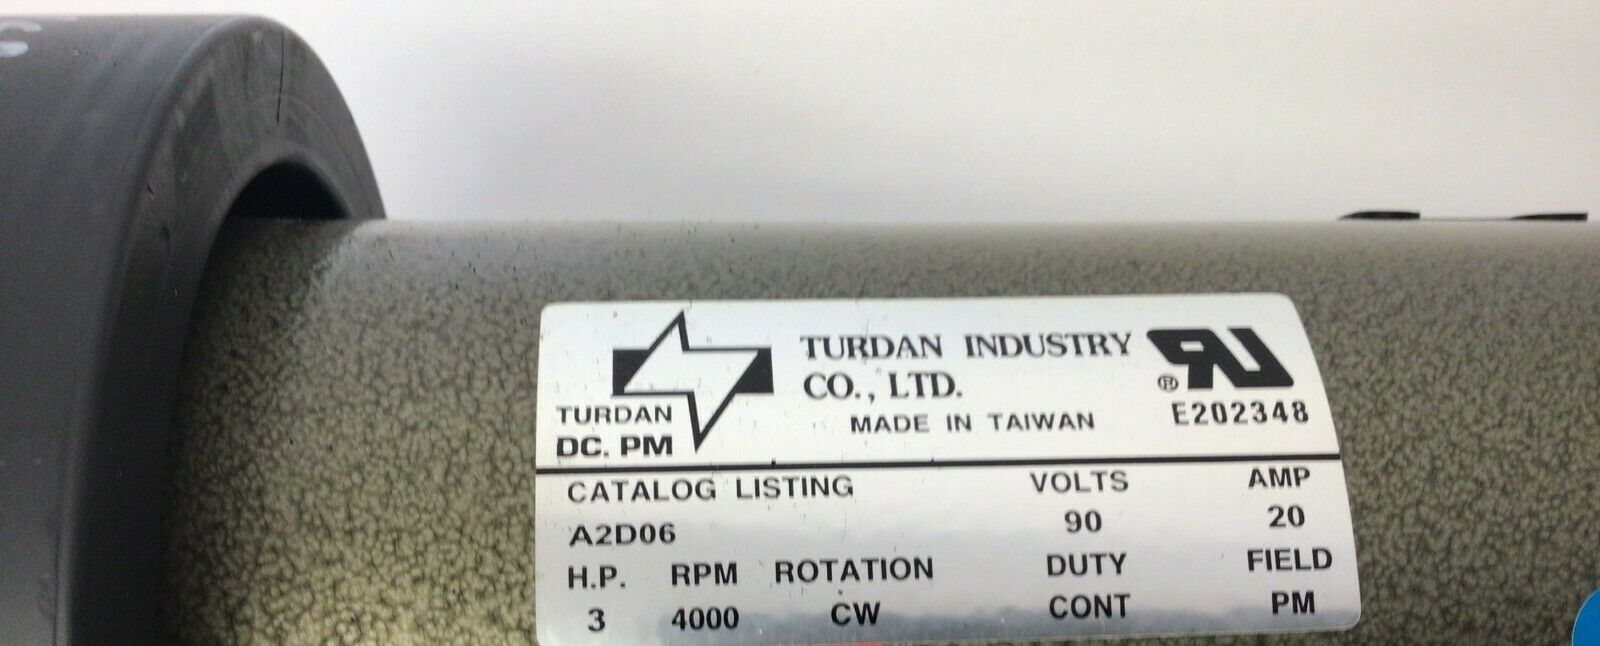 TURDAN INDUSTRY
CO., LTD.
MADE IN TAIWAN
TURDAN
DC. PM
RU
®
E202348
CATALOG LISTING VOLTS AMP
A2D06 90 20
H.P. RPM ROTATION DUTY FIELD
3 4000 CW CONT PM